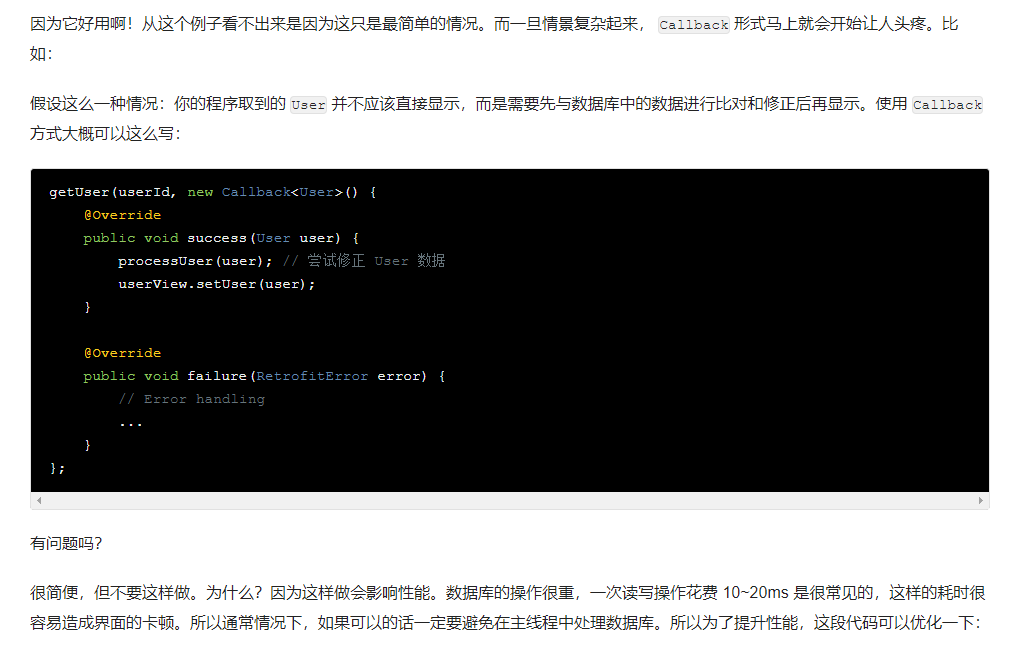 因为它好用啊！从这个例子看不出来是因为这只是最简单的情况。而一旦情景复杂起来， Callback 形式马上就会开始让人头疼。比
如：
假设这么一种情况：你的程序取到的 User 并不应该直接显示，而是需要先与数据库中的数据进行比对和修正后再显示。使用 Callback
方式大概可以这么写：
getUser(userId, new Callback<User>() {
    @Override
    public void success(User user) {
        processUser(user); // 尝试修正 User 数据
        userView.setUser(user);
    }

    @Override
    public void failure(RetrofitError error) {
        // Error handling
        ...
    }
};
有问题吗？
很简便，但不要这样做。为什么？因为这样做会影响性能。数据库的操作很重，一次读写操作花费 10~20ms 是很常见的，这样的耗时很
容易造成界面的卡顿。所以通常情况下，如果可以的话一定要避免在主线程中处理数据库。所以为了提升性能，这段代码可以优化一下：